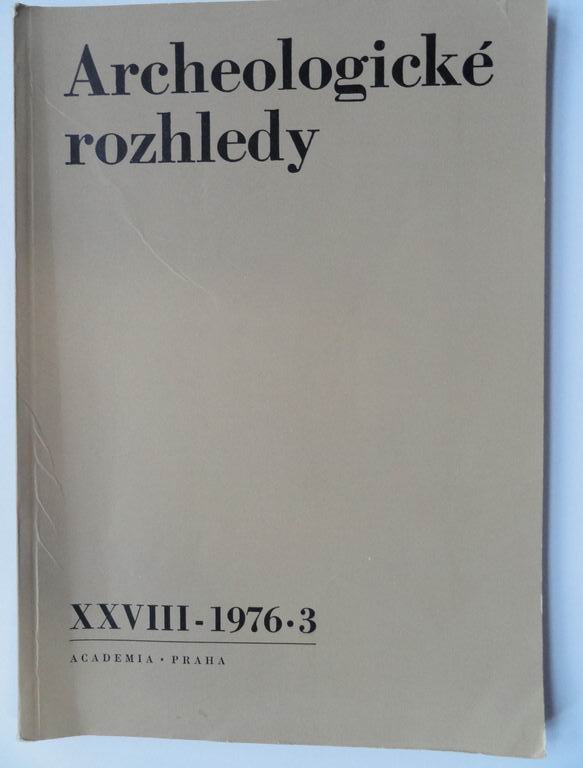 Archeologické
rozhledy
XXVIII - 1976 • 3
ACADEMIA • PRAHA